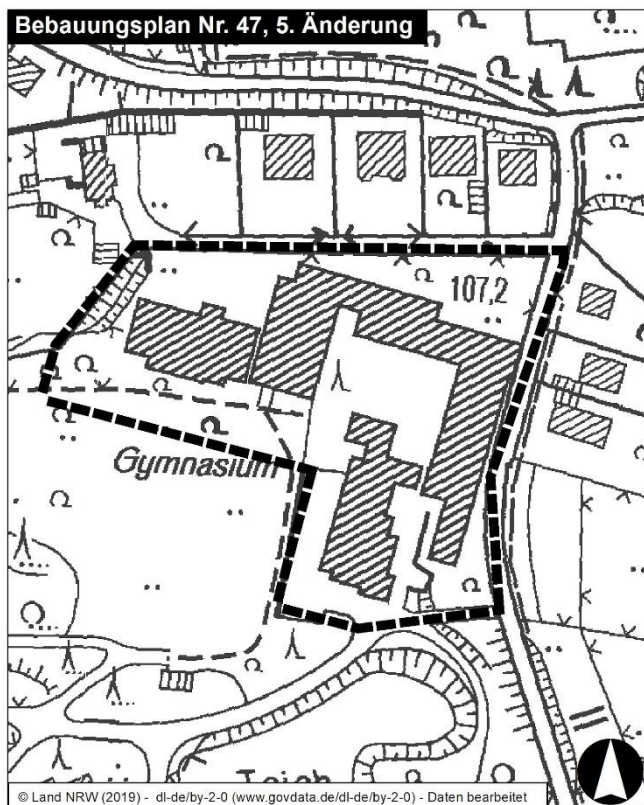 Bebauungsplan Nr. 47, 5. Änderung
107,2
Gymnasium
Teich
© Land NRW (2019) - dl-de/by-2-0 (www.govdata.de/dl-de/by-2-0) - Daten bearbeitet